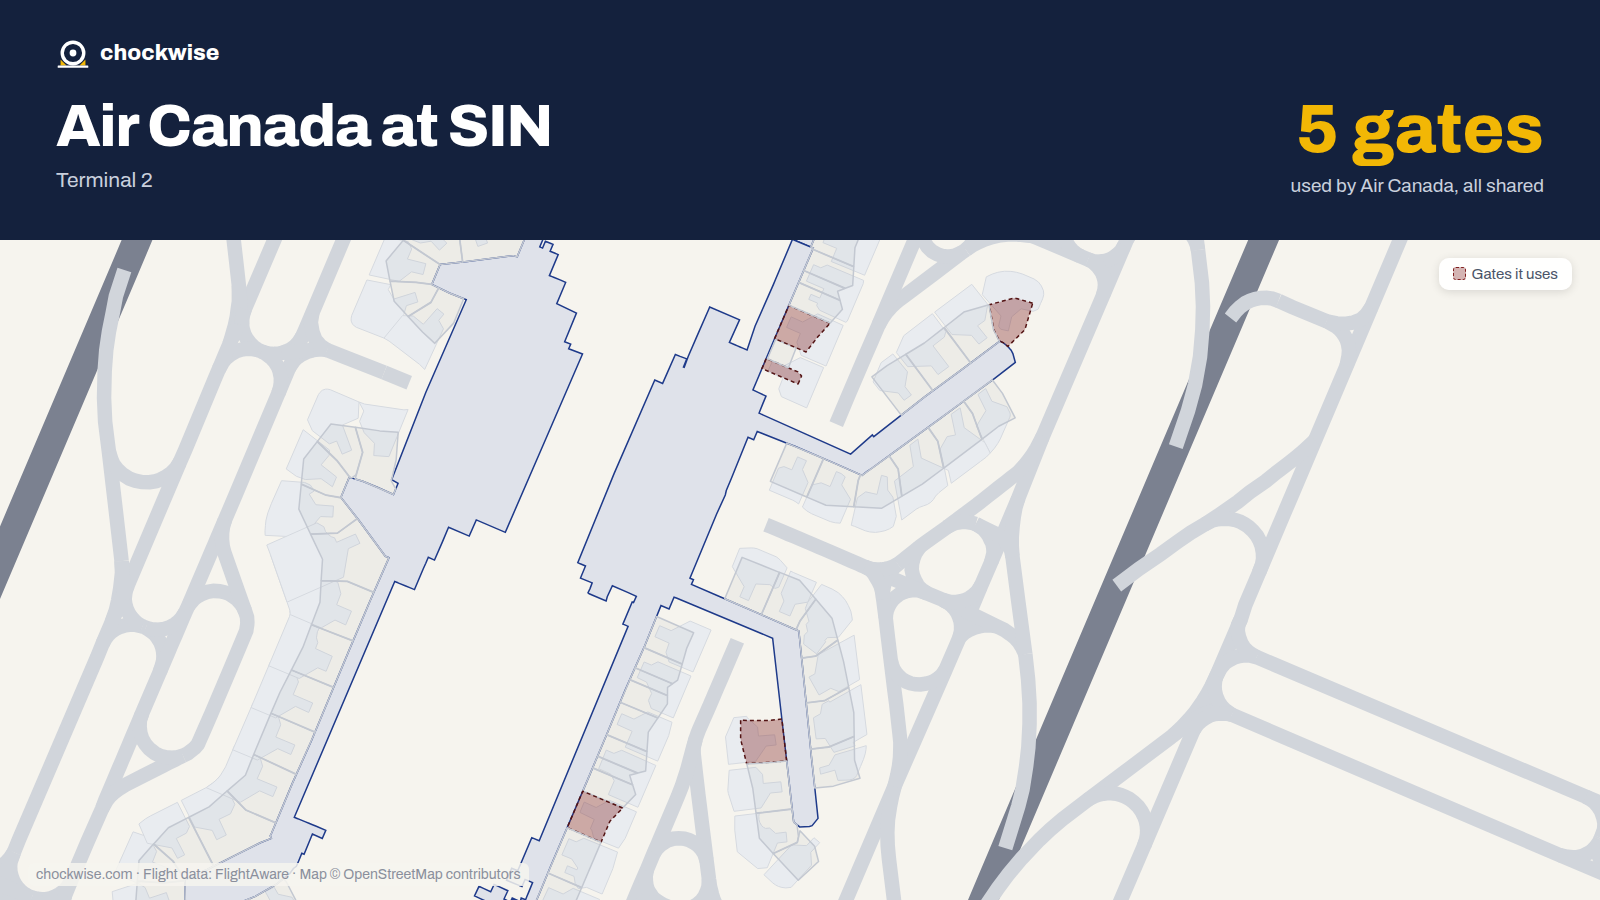 chockwise
Air Canada at SIN
Terminal 2
5 gates
used by Air Canada, all shared
Gates it uses
chockwise.com · Flight data: FlightAware · Map © OpenStreetMap contributors